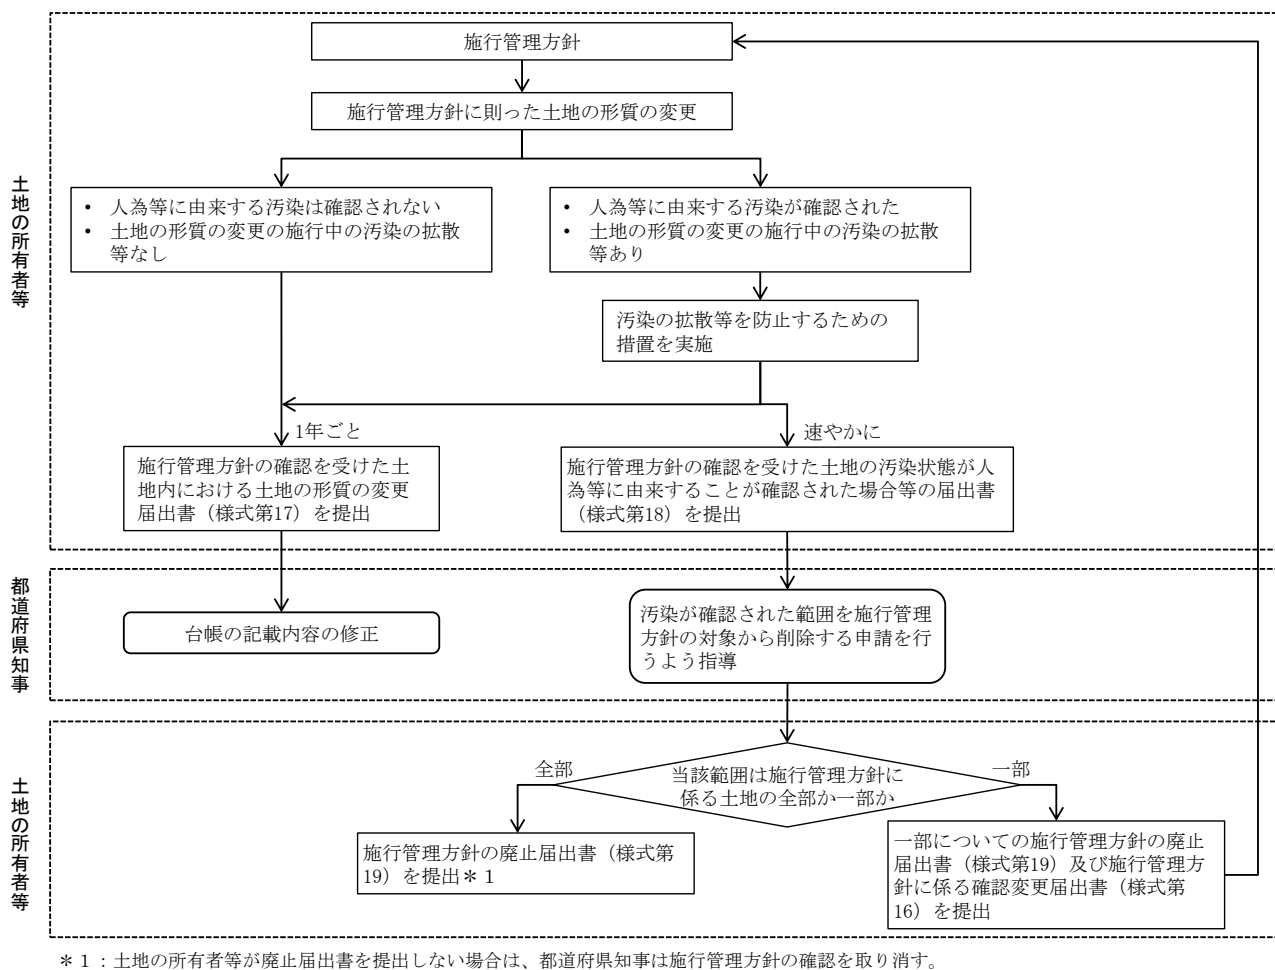 施行管理方針
施行管理方針に則った土地の形質の変更
土地の所有者等
• 人為等に由来する汚染は確認されない
• 土地の形質の変更の施行中の汚染の拡散
等なし
• 人為等に由来する汚染が確認された
• 土地の形質の変更の施行中の汚染の拡散
等あり
汚染の拡散等を防止するための
措置を実施
1年ごと
速やかに
施行管理方針の確認を受けた土
地内における土地の形質の変更
届出書（様式第17）を提出
施行管理方針の確認を受けた土地の汚染状態が人
為等に由来することが確認された場合等の届出書
（様式第18）を提出
都道府県知事
台帳の記載内容の修正
汚染が確認された範囲を施行管理
方針の対象から削除する申請を行
うよう指導
土地の所有者等
全部
当該範囲は施行管理方針に
係る土地の全部か一部か
一部
施行管理方針の廃止届出書（様式第
19）を提出＊１
一部についての施行管理方針の廃止
届出書（様式第19）及び施行管理方
針に係る確認変更届出書（様式第
16）を提出
＊１：土地の所有者等が廃止届出書を提出しない場合は、都道府県知事は施行管理方針の確認を取り消す。